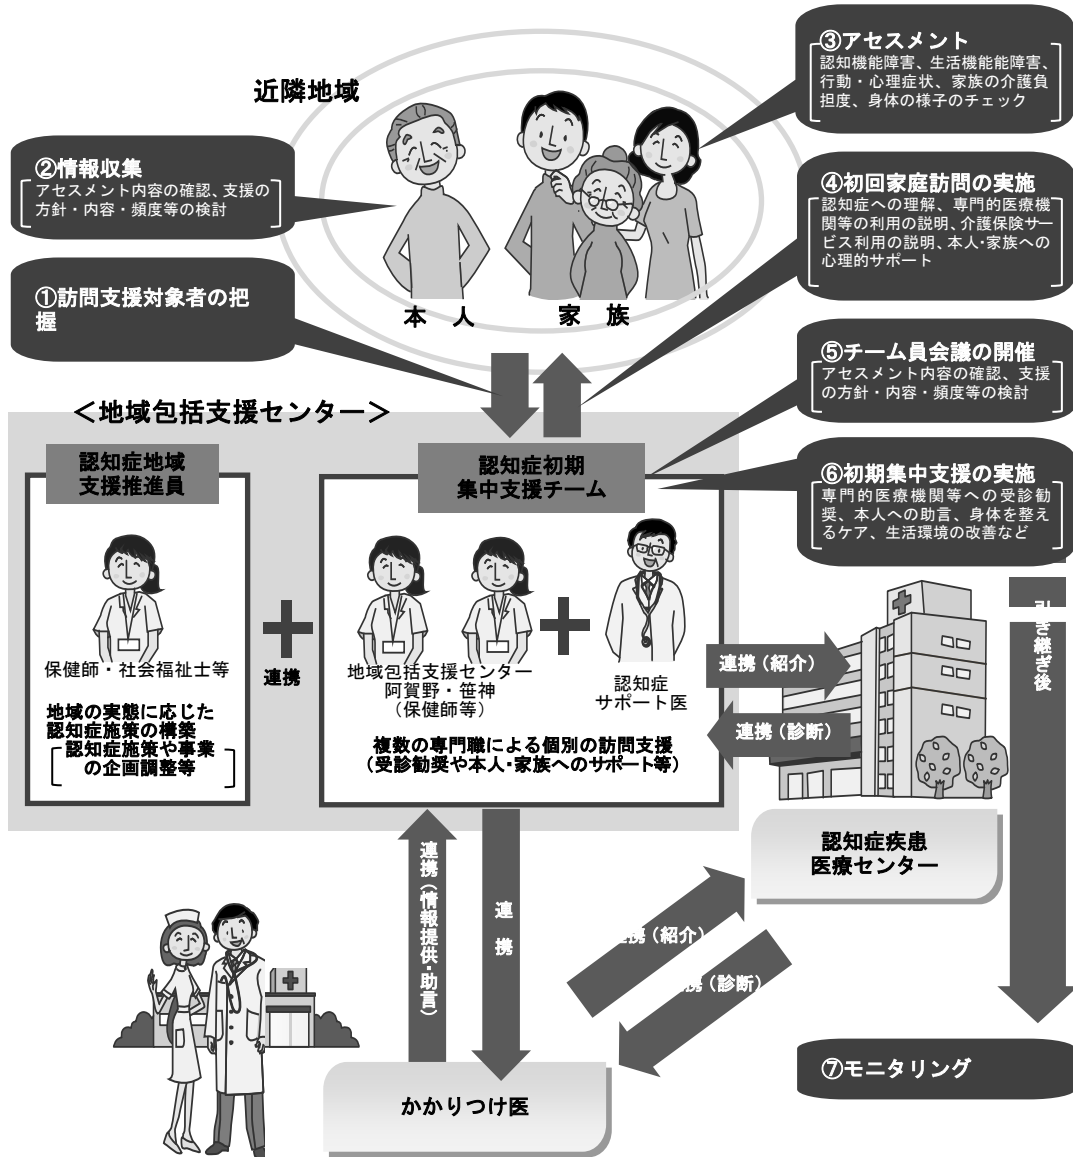 近隣地域
③アセスメント
認知機能障害、生活機能能障害、
行動・心理症状、家族の介護負
担度、身体の様子のチェック
②情報収集
アセスメント内容の確認、支援の
方針・内容・頻度等の検討
④初回家庭訪問の実施
認知症への理解、専門的医療機
関等の利用の説明、介護保険サー
ビス利用の説明、本人・家族への
心理的サポート
①訪問支援対象者の把
握
本　人
家　族
⑤チーム員会議の開催
アセスメント内容の確認、支援
の方針・内容・頻度等の検討
＜地域包括支援センター＞
認知症地域
支援推進員
認知症初期
集中支援チーム
⑥初期集中支援の実施
専門的医療機関等への受診勧
奨、本人への助言、身体を整え
るケア、生活環境の改善など
保健師・社会福祉士等
地域の実態に応じた
認知症施策の構築
認知症施策や事業
の企画調整等
連携
地域包括支援センター
阿賀野・笹神
（保健師等）
認知症
サポート医
複数の専門職による個別の訪問支援
（受診勧奨や本人・家族へのサポート等）
連携（紹介）
連携（診断）
引き継ぎ後
認知症疾患
医療センター
連携（情報提供・助言）
連　携
連携（紹介）
携（診断）
かかりつけ医
⑦モニタリング